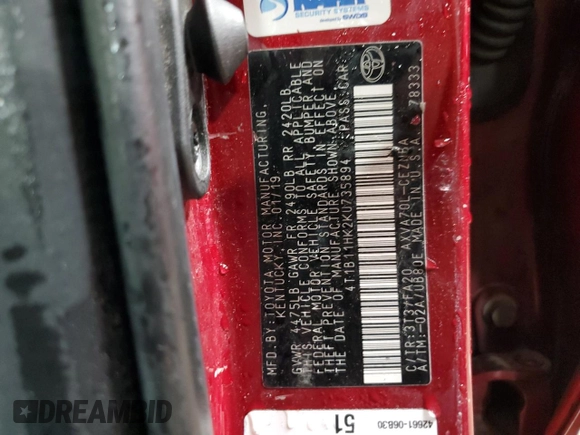 SECURITY SYSTEMS
MFD. BY: TOYOTA MOTOR MANUFACTURING,
KENTUCKY, INC. 01/19
GVWR 4475LB GAWR FR 2490LB RR 2420LB
THIS VEHICLE CONFORMS TO ALL APPLICABLE
FEDERAL MOTOR VEHICLE SAFETY, BUMPER AND
THEFT PREVENTION STANDARDS IN EFFECT ON
THE DATE OF MANUFACTURE SHOWN ABOVE.
4T1B11HK2KU735894 PASS.CAR
C/TR:3T3/FA20 AXVA70L-CEZ
A/TM:-02A/UB80E MADE IN U.S.A. 78333
42661-06830
51
DREAMBID